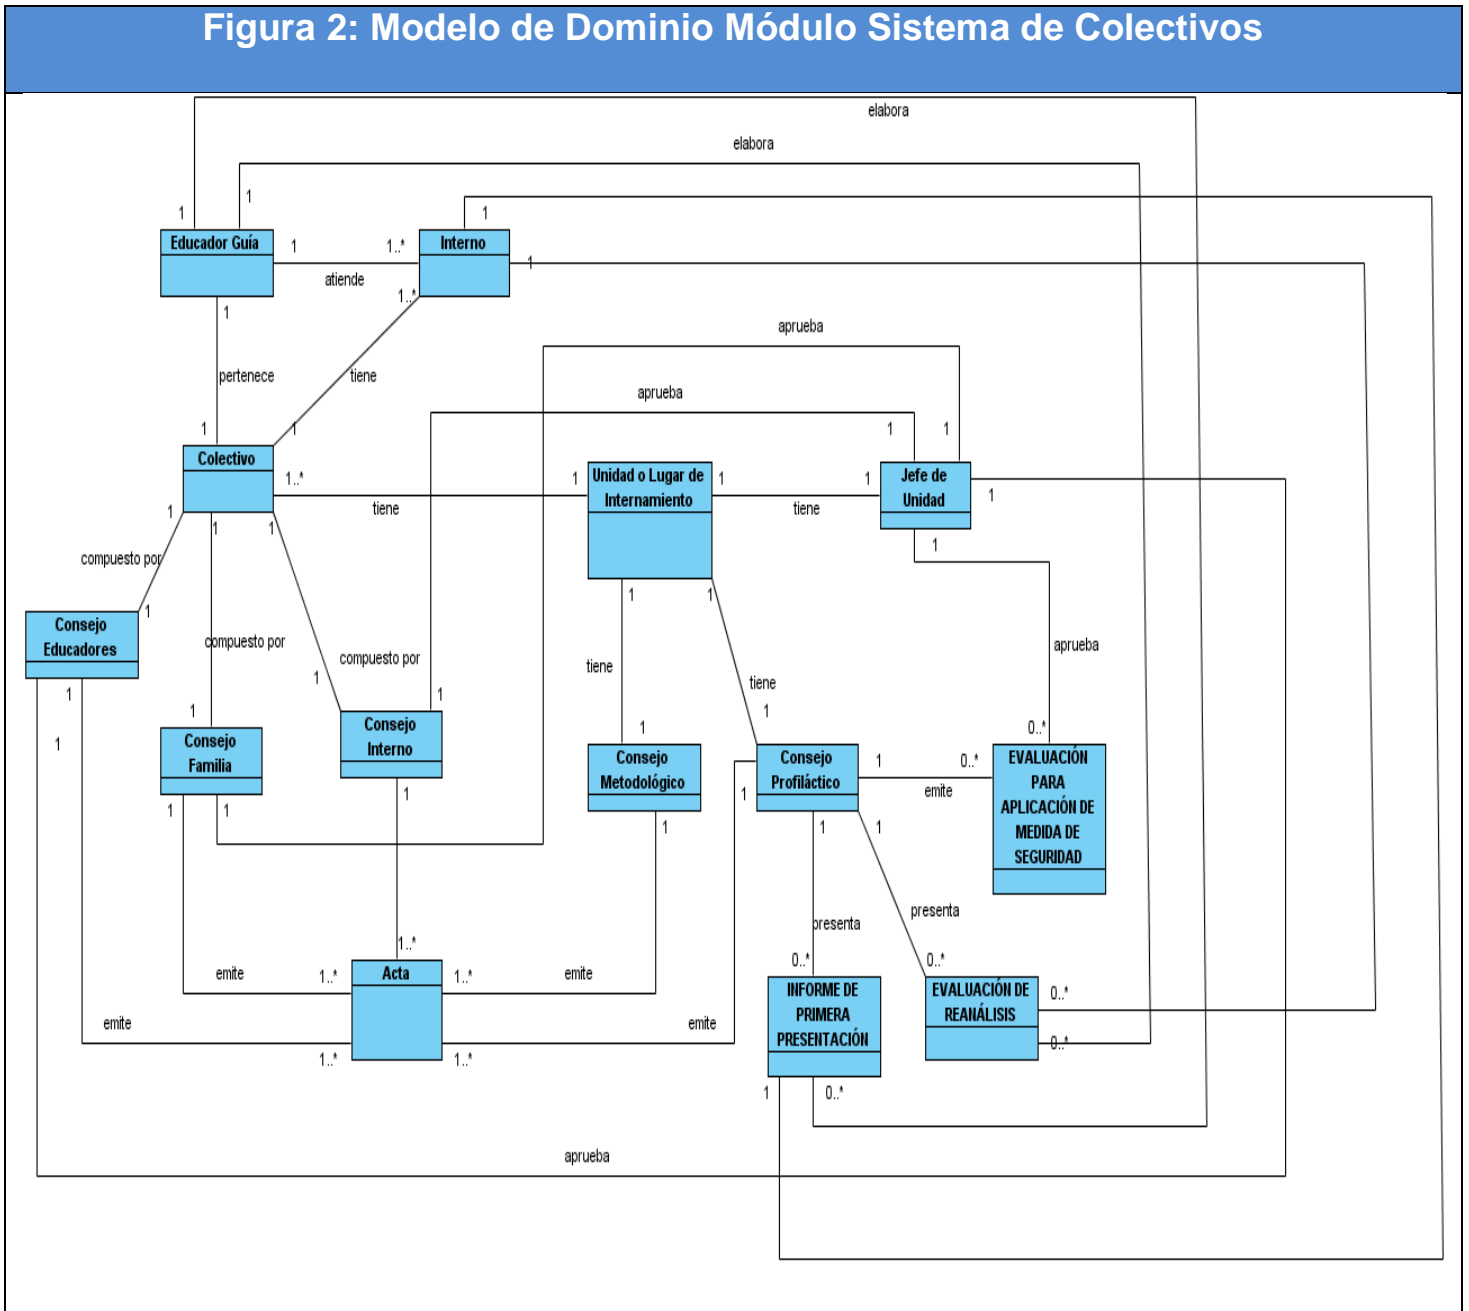 Figura 2: Modelo de Dominio Módulo Sistema de Colectivos
elabora
elabora
1
1
1
Educador Guía
1
1..*
Interno
atiende
1
1
1..*
aprueba
pertenece
tiene
aprueba
1
1
1
1
Colectivo
1..*
1
Unidad o Lugar de
Internamiento
1
1
Jefe de
Unidad
1
tiene
tiene
1
1
1
1
compuesto por
1
1
1
Consejo
Educadores
compuesto por
compuesto por
tiene
tiene
aprueba
1
1
1
1
1
1
1
1
0..*
Consejo
Familia
Consejo
Interno
Consejo
Metodológico
Consejo
Profiláctico
1
0..*
emite
EVALUACIÓN
PARA
APLICACIÓN DE
MEDIDA DE
SEGURIDAD
1
1
1
1
1
1
1
presenta
presenta
1..*
0..*
0..*
emite
1..*
Acta
1..*
emite
INFORME DE
PRIMERA
PRESENTACIÓN
EVALUACIÓN DE
REANÁLISIS
0..*
emite
emite
0..*
1..*
1..*
1
0..*
aprueba